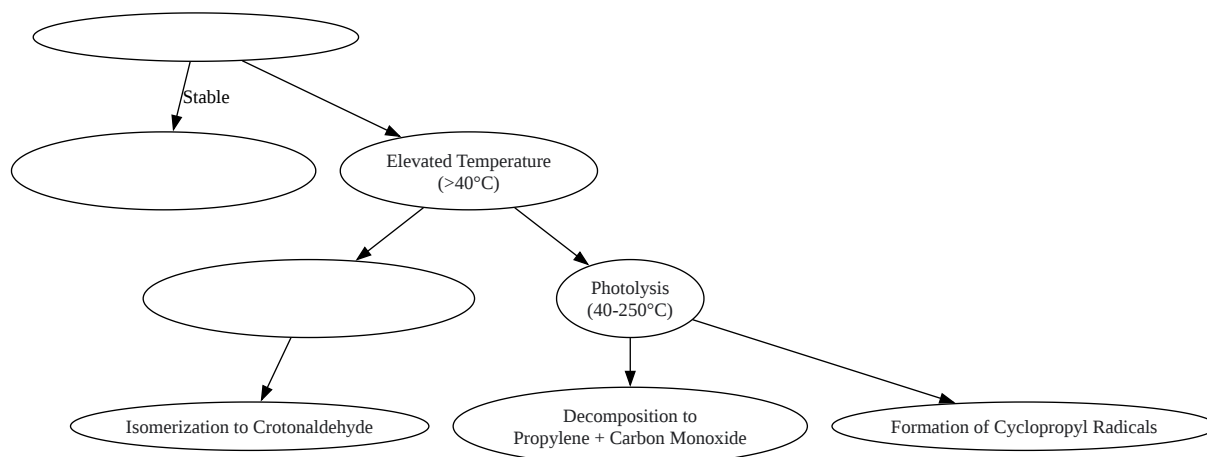 Stable
Elevated Temperature
(>40°C)
Photolysis
(40-250°C)
Isomerization to Crotonaldehyde
Decomposition to
Propylene + Carbon Monoxide
Formation of Cyclopropyl Radicals